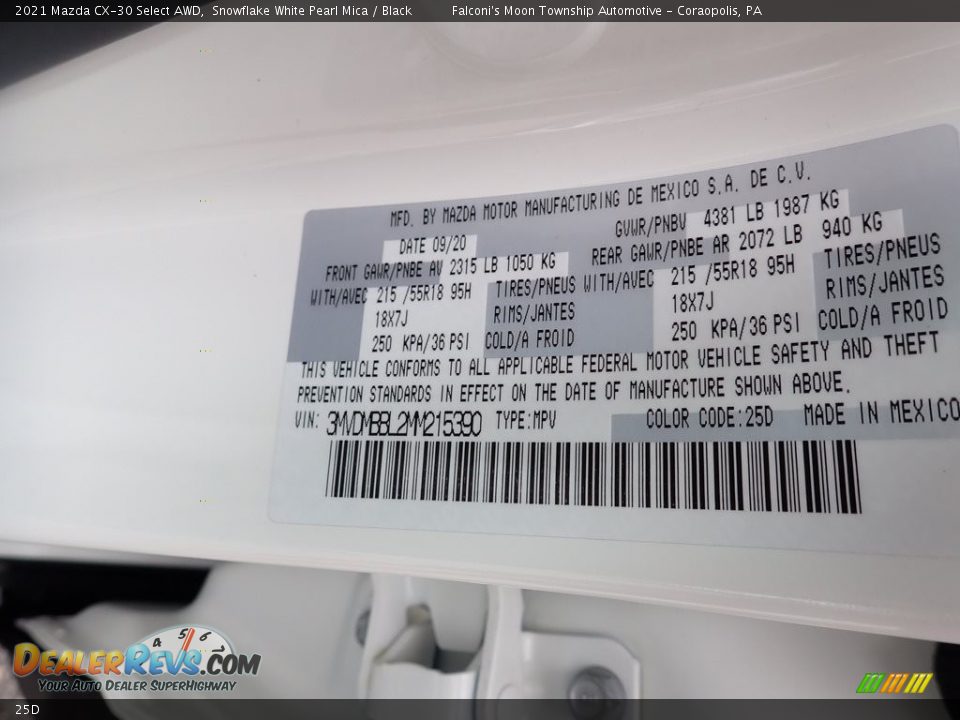 2021 Mazda CX-30 Select AWD, Snowflake White Pearl Mica / Black Falconi's Moon Township Automotive - Coraopolis, PA
MFD. BY MAZDA MOTOR MANUFACTURING DE MEXICO S.A. DE C.V.
DATE 09/20 GVWR/PNBV 4381 LB 1987 KG
FRONT GAWR/PNBE AV 2315 LB 1050 KG REAR GAWR/PNBE AR 2072 LB 940 KG
WITH/AVEC 215 /55R18 95H TIRES/PNEUS WITH/AVEC 215 /55R18 95H TIRES/PNEUS
18X7J RIMS/JANTES 18X7J RIMS/JANTES
250 KPA/36 PSI COLD/A FROID 250 KPA/36 PSI COLD/A FROID
THIS VEHICLE CONFORMS TO ALL APPLICABLE FEDERAL MOTOR VEHICLE SAFETY AND THEFT
PREVENTION STANDARDS IN EFFECT ON THE DATE OF MANUFACTURE SHOWN ABOVE.
VIN: 3MVDMBBL2MM215390 TYPE:MPV COLOR CODE:25D MADE IN MEXICO
4 5 6 7
DEALERREVS.COM
YOUR AUTO DEALER SUPERHIGHWAY
25D